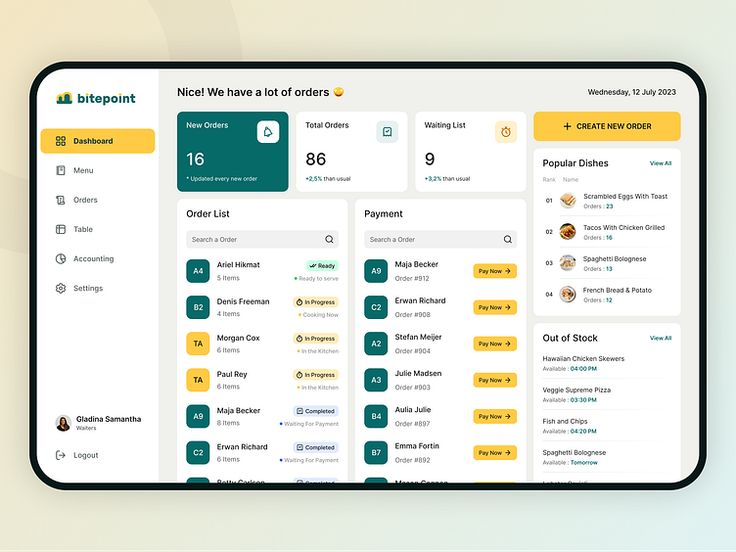 bitepoint
Dashboard
Menu
Orders
Table
Accounting
Settings
Gladina Samantha
Waiters
Logout
Nice! We have a lot of orders
Wednesday, 12 July 2023
New Orders
16
* Updated every new order
Total Orders
86
+2,5% than usual
Waiting List
9
+3,2% than usual
Order List
Search a Order
A4
Ariel Hikmat
5 Items
Ready
Ready to serve
B2
Denis Freeman
4 Items
In Progress
Cooking Now
TA
Morgan Cox
6 Items
In Progress
In the Kitchen
TA
Paul Rey
6 Items
In Progress
In the Kitchen
A9
Maja Becker
8 Items
Completed
Waiting For Payment
C2
Erwan Richard
6 Items
Completed
Waiting For Payment
Payment
Search a Order
A9
Maja Becker
Order #912
Pay Now
C2
Erwan Richard
Order #908
Pay Now
A2
Stefan Meijer
Order #904
Pay Now
A3
Julie Madsen
Order #903
Pay Now
B4
Aulia Julie
Order #897
Pay Now
B7
Emma Fortin
Order #892
Pay Now
+ CREATE NEW ORDER
Popular Dishes
View All
Rank Name
01
Scrambled Eggs With Toast
Orders : 23
02
Tacos With Chicken Grilled
Orders : 16
03
Spaghetti Bolognese
Orders : 13
04
French Bread & Potato
Orders : 12
Out of Stock
View All
Hawaiian Chicken Skewers
Available : 04:00 PM
Veggie Supreme Pizza
Available : 03:30 PM
Fish and Chips
Available : 04:20 PM
Spaghetti Bolognese
Available : Tomorrow